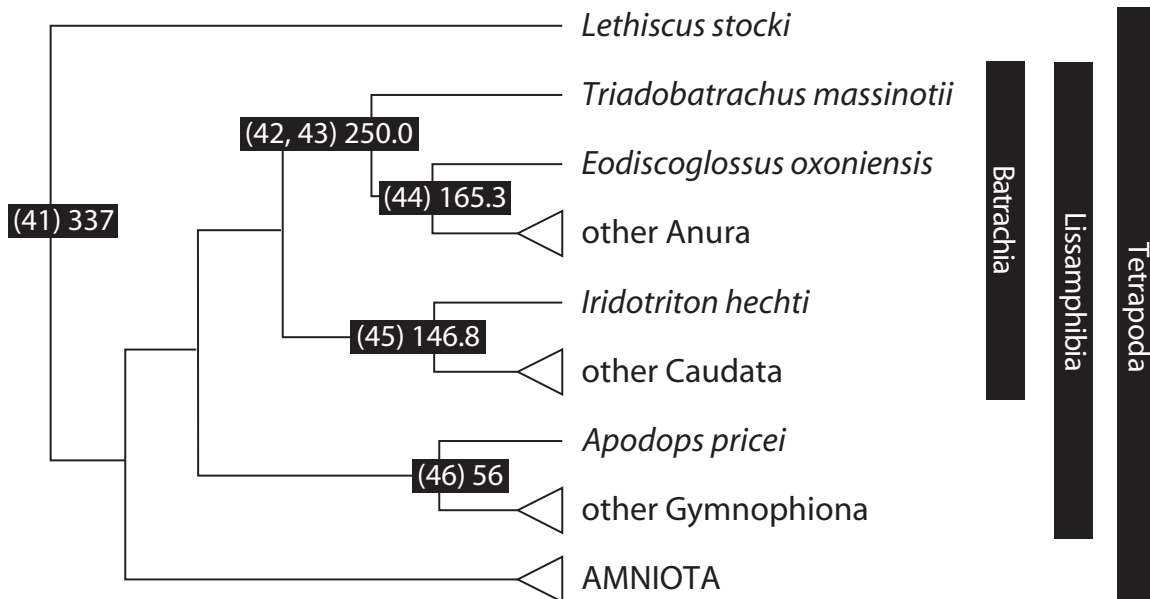 Lethiscus stocki
Triadobatrachus massinotii
(42, 43) 250.0
Eodiscoglossus oxoniensis
(44) 165.3
(41) 337
other Anura
Iridotriton hechti
(45) 146.8
other Caudata
Apodops pricei
(46) 56
other Gymnophiona
AMNIOTA
Batrachia
Lissamphibia
Tetrapoda